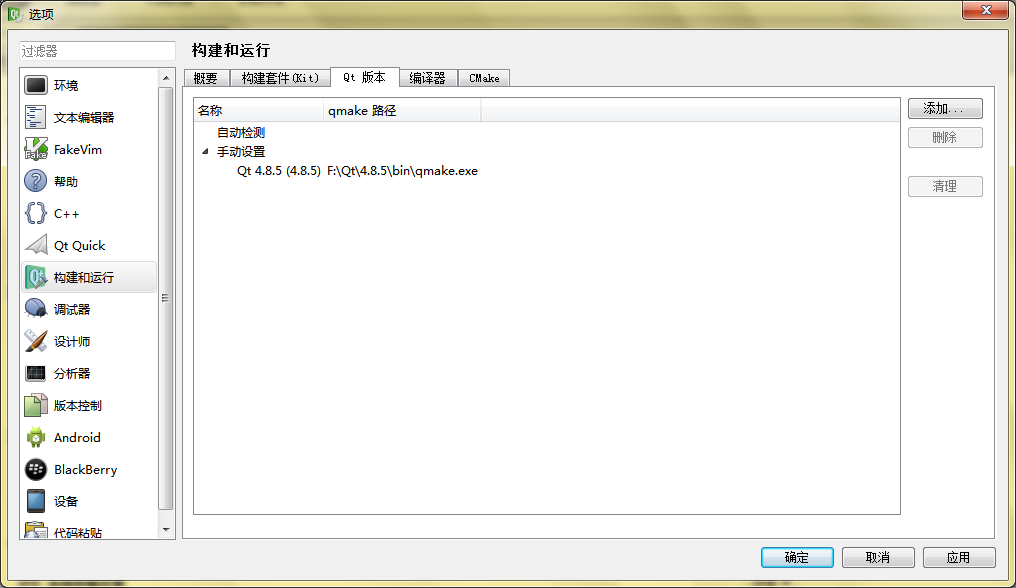 选项
过滤器
构建和运行
环境
文本编辑器
FakeVim
帮助
C++
Qt Quick
构建和运行
调试器
设计师
分析器
版本控制
Android
BlackBerry
设备
代码粘贴
概要 构建套件(Kit) Qt 版本 编译器 CMake
名称 qmake 路径
自动检测
手动设置
Qt 4.8.5 (4.8.5) F:\Qt\4.8.5\bin\qmake.exe
添加...
删除
清理
确定 取消 应用